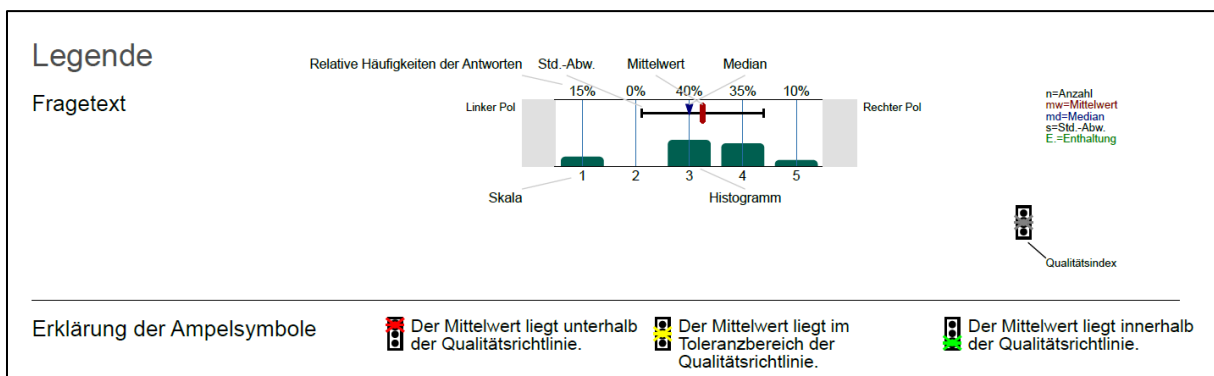 Legende
Relative Häufigkeiten der Antworten Std.-Abw. Mittelwert Median
Fragetext
15% 0% 40% 35% 10%
Linker Pol
Rechter Pol
n=Anzahl
mw=Mittelwert
md=Median
s=Std.-Abw.
E.=Enthaltung
1 2 3 4 5
Skala
Histogramm
Qualitätsindex
Erklärung der Ampelsymbole
Der Mittelwert liegt unterhalb
der Qualitätsrichtlinie.
Der Mittelwert liegt im
Toleranzbereich der
Qualitätsrichtlinie.
Der Mittelwert liegt innerhalb
der Qualitätsrichtlinie.